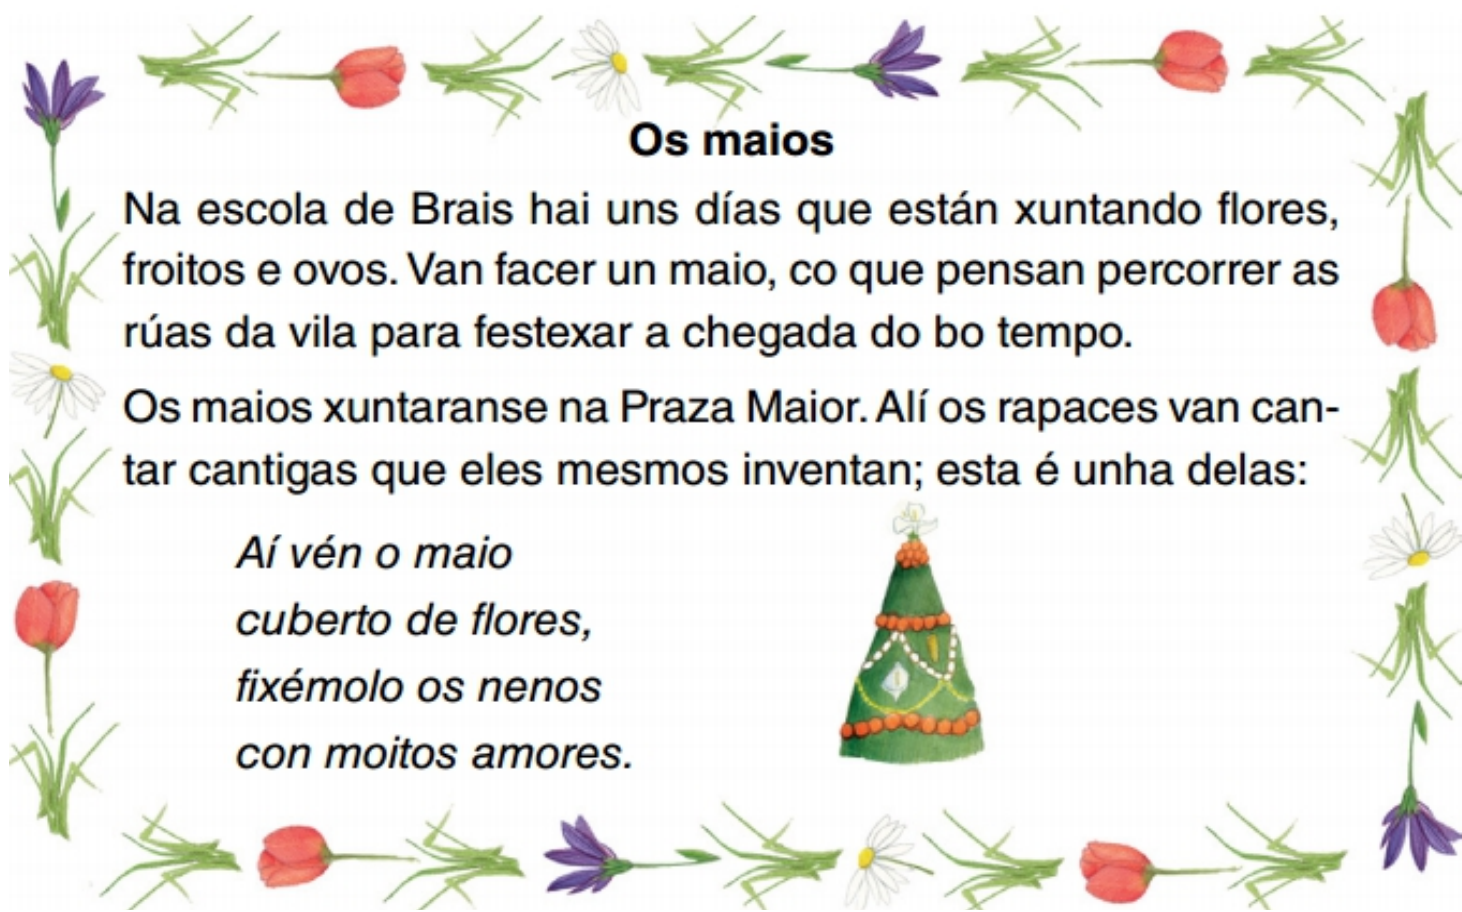 Os maios
Na escola de Brais hai uns días que están xuntando flores,
froitos e ovos. Van facer un maio, co que pensan percorrer as
rúas da vila para festexar a chegada do bo tempo.
Os maios xuntaranse na Praza Maior. Alí os rapaces van can-
tar cantigas que eles mesmos inventan; esta é unha delas:
Aí vén o maio
cuberto de flores,
fixémolo os nenos
con moitos amores.